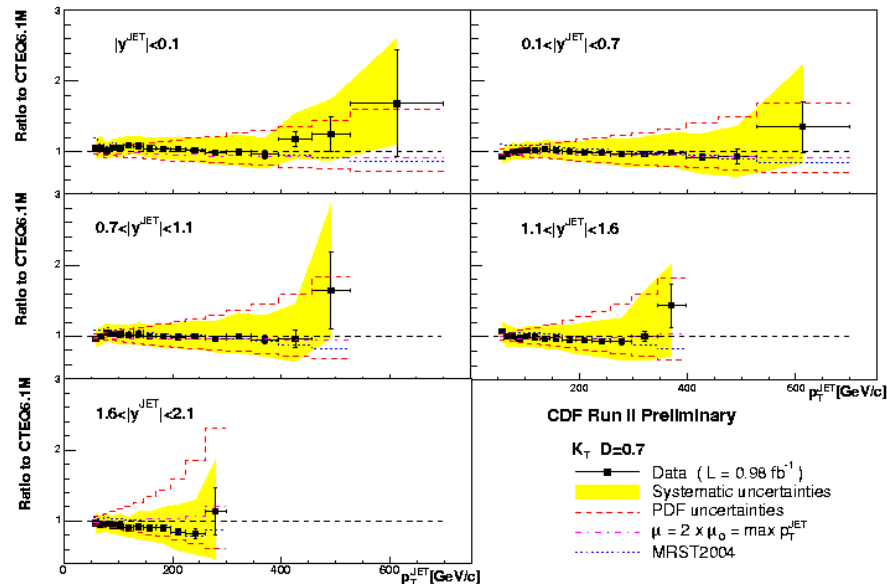 3
Ratio to CTEQ6.1M
|y^JET|<0.1
0.1<|y^JET|<0.7
2
1
3
Ratio to CTEQ6.1M
0.7<|y^JET|<1.1
1.1<|y^JET|<1.6
2
1
3
Ratio to CTEQ6.1M
1.6<|y^JET|<2.1
2
1
0 200 400 600
p_T^JET [GeV/c]
200 400 600
p_T^JET [GeV/c]
CDF Run II Preliminary
K_T D=0.7
Data ( L = 0.98 fb^-1)
Systematic uncertainties
PDF uncertainties
μ = 2 x μ_o = max p_T^JET
MRST2004